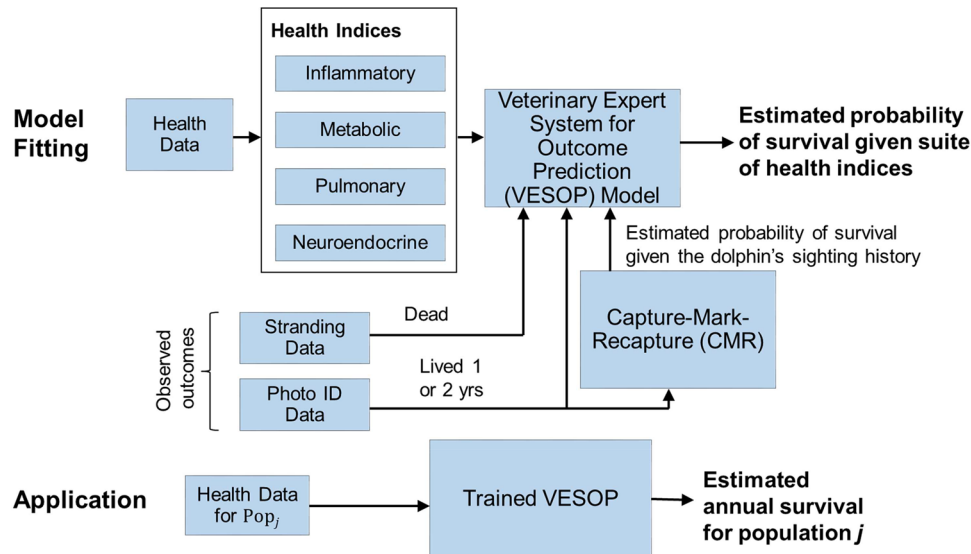 Model
Fitting
Health
Data
Health Indices
Inflammatory
Metabolic
Pulmonary
Neuroendocrine
Veterinary Expert
System for
Outcome
Prediction
(VESOP) Model
Estimated probability
of survival given suite
of health indices
Estimated probability of survival
given the dolphin's sighting history
Capture-Mark-
Recapture (CMR)
Observed
outcomes
Stranding
Data
Dead
Photo ID
Data
Lived 1
or 2 yrs
Application
Health Data
for Popj
Trained VESOP
Estimated
annual survival
for population j